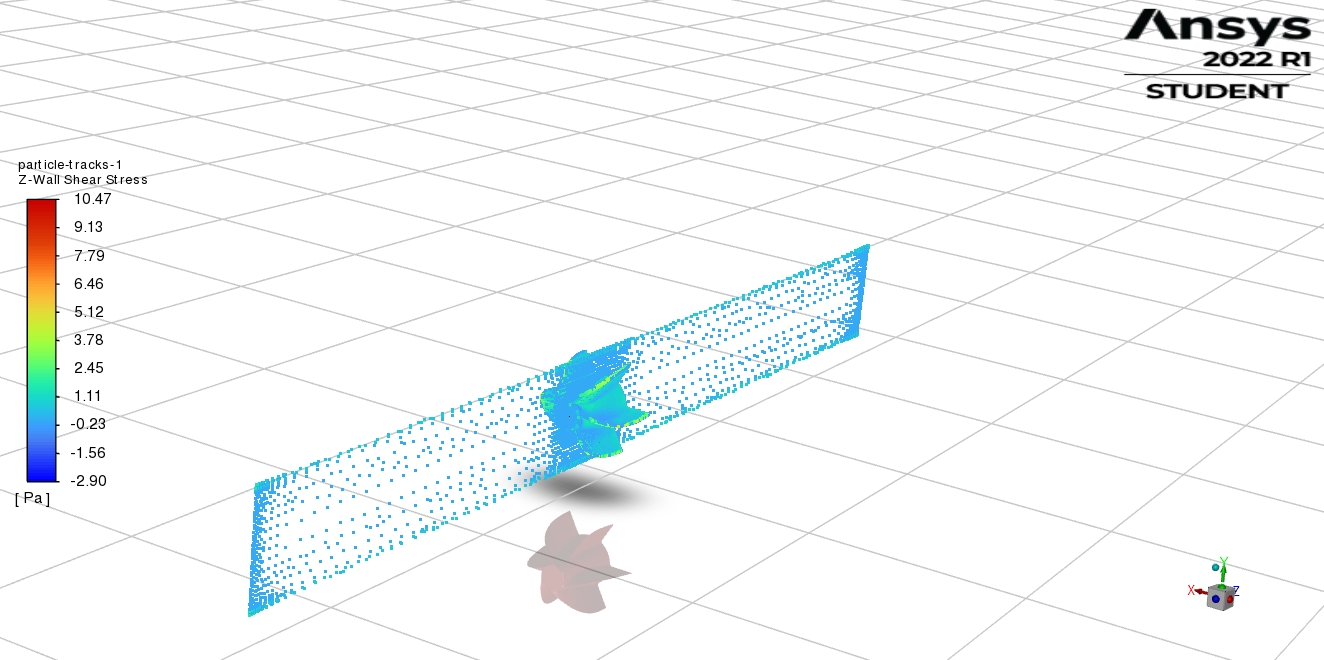 Ansys
2022 R1
STUDENT
particle-tracks-1
Z-Wall Shear Stress
10.47
9.13
7.79
6.46
5.12
3.78
2.45
1.11
-0.23
-1.56
-2.90
[ Pa ]
Y
X
Z